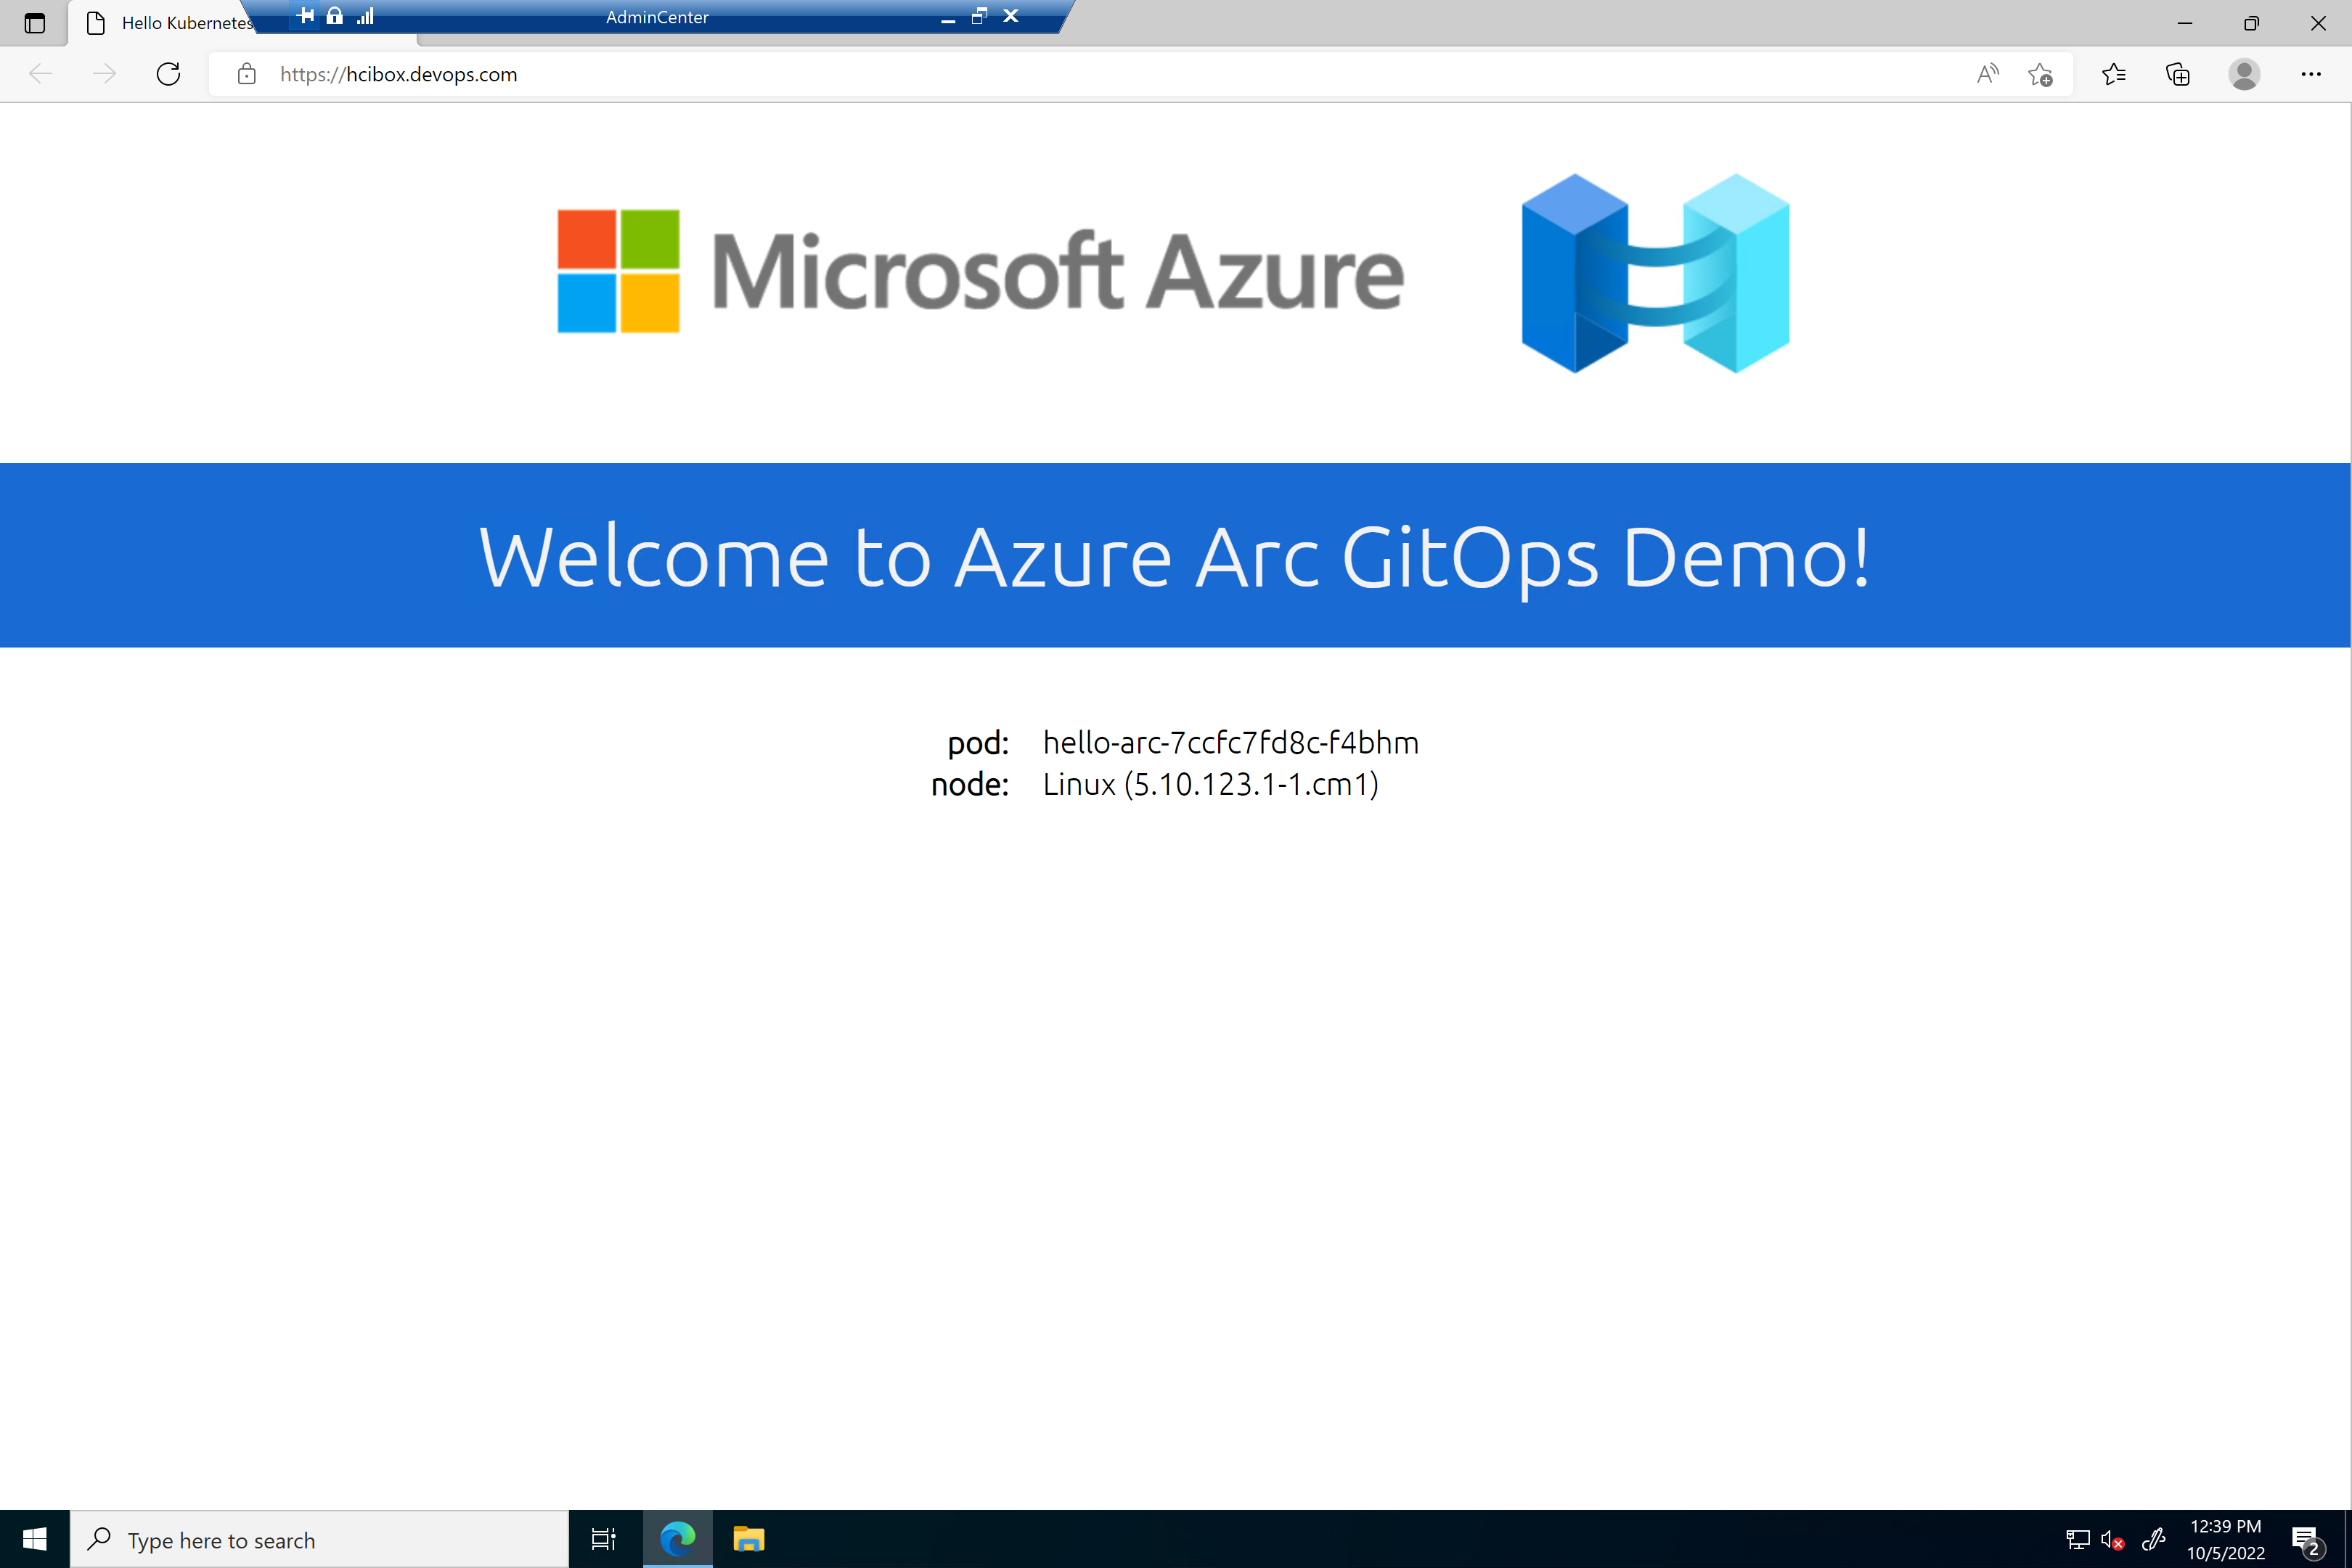 Hello Kubernetes
AdminCenter
https://hcibox.devops.com
Microsoft Azure
Welcome to Azure Arc GitOps Demo!
pod: hello-arc-7ccfc7fd8c-f4bhm
node: Linux (5.10.123.1-1.cm1)
Type here to search
12:39 PM
10/5/2022
2